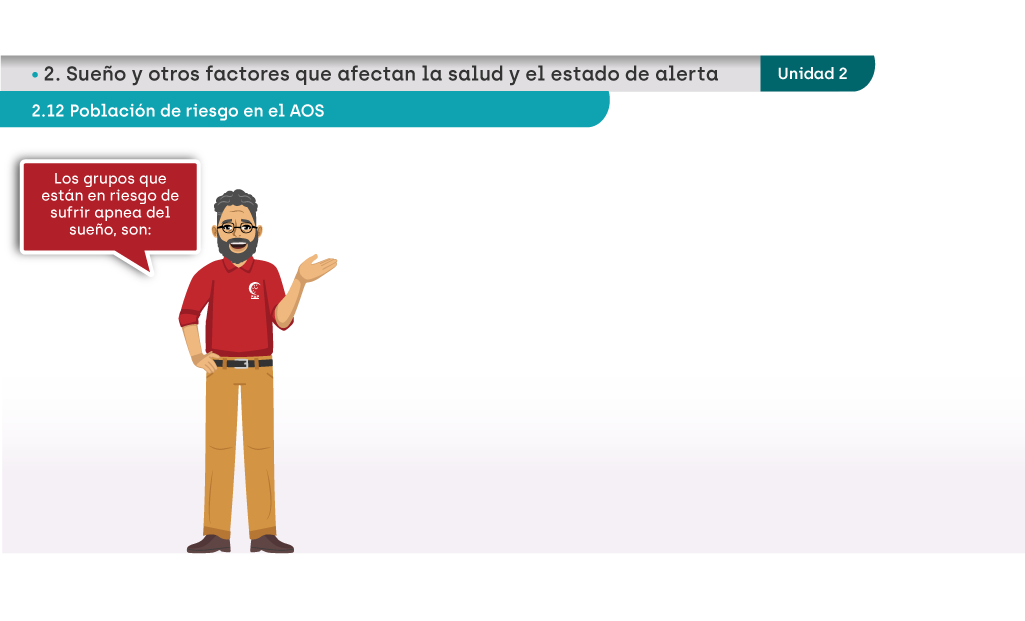 • 2. Sueño y otros factores que afectan la salud y el estado de alerta
Unidad 2
2.12 Población de riesgo en el AOS
Los grupos que
están en riesgo de
sufrir apnea del
sueño, son: